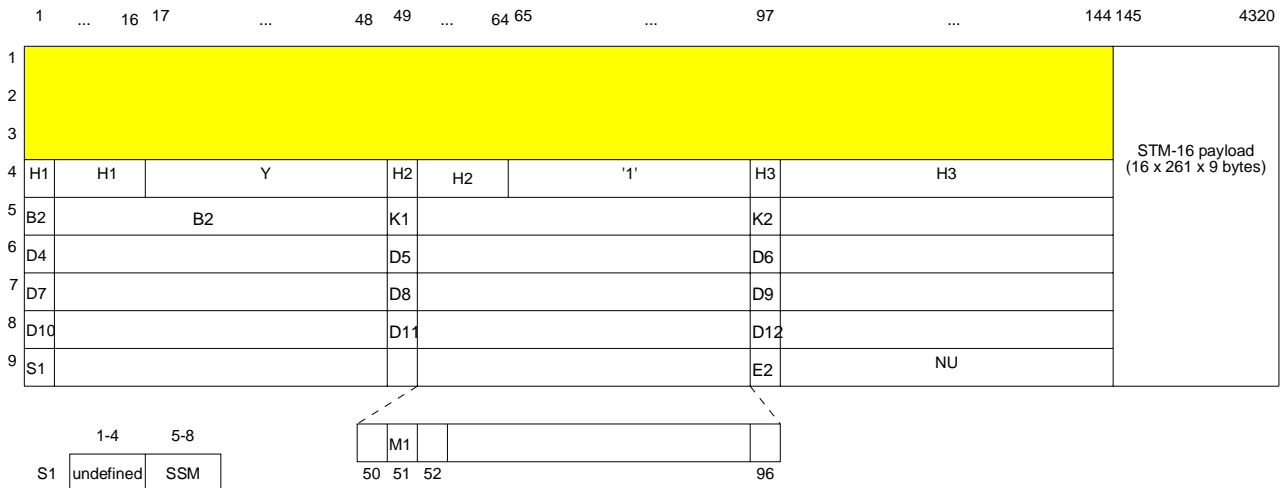 1 ... 16 17 ... 48 49 ... 64 65 ... 97 ... 144 145 4320
1
2
3
STM-16 payload
(16 x 261 x 9 bytes)
4 H1 H1 Y H2 H2 '1' H3 H3
5 B2 B2 K1 K2
6 D4 D5 D6
7 D7 D8 D9
8 D10 D11 D12
9 S1 E2 NU
M1
50 51 52 96
1-4 5-8
S1 undefined SSM